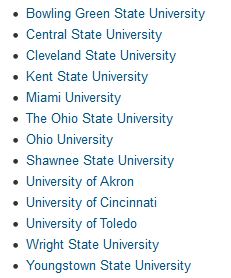 Bowling Green State University
Central State University
Cleveland State University
Kent State University
Miami University
The Ohio State University
Ohio University
Shawnee State University
University of Akron
University of Cincinnati
University of Toledo
Wright State University
Youngstown State University